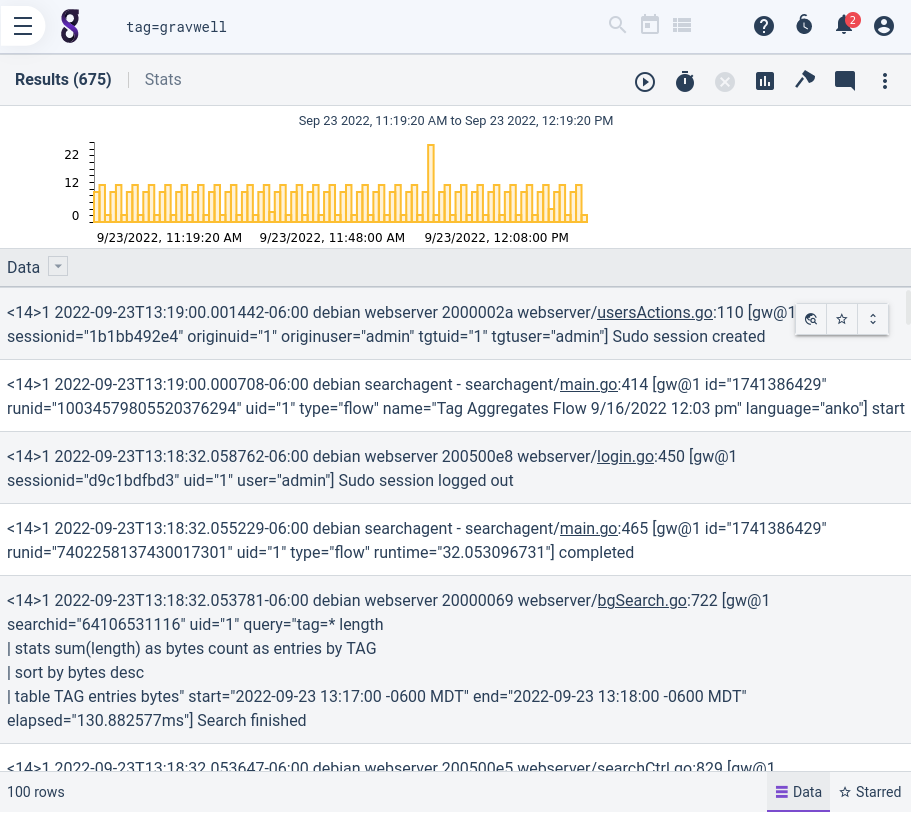 tag=gravwell
2
Results (675)
Stats
Sep 23 2022, 11:19:20 AM to Sep 23 2022, 12:19:20 PM
22
12
0
9/23/2022, 11:19:20 AM 9/23/2022, 11:48:00 AM 9/23/2022, 12:08:00 PM
Data
<14>1 2022-09-23T13:19:00.001442-06:00 debian webserver 2000002a webserver/usersActions.go:110 [gw@1
sessionid="1b1bb492e4" originuid="1" originuser="admin" tgtuid="1" tgtuser="admin"] Sudo session created
<14>1 2022-09-23T13:19:00.000708-06:00 debian searchagent - searchagent/main.go:414 [gw@1 id="1741386429"
runid="10034579805520376294" uid="1" type="flow" name="Tag Aggregates Flow 9/16/2022 12:03 pm" language="anko"] start
<14>1 2022-09-23T13:18:32.058762-06:00 debian webserver 200500e8 webserver/login.go:450 [gw@1
sessionid="d9c1bdfbd3" uid="1" user="admin"] Sudo session logged out
<14>1 2022-09-23T13:18:32.055229-06:00 debian searchagent - searchagent/main.go:465 [gw@1 id="1741386429"
runid="7402258137430017301" uid="1" type="flow" runtime="32.053096731"] completed
<14>1 2022-09-23T13:18:32.053781-06:00 debian webserver 20000069 webserver/bgSearch.go:722 [gw@1
searchid="64106531116" uid="1" query="tag=* length
| stats sum(length) as bytes count as entries by TAG
| sort by bytes desc
| table TAG entries bytes" start="2022-09-23 13:17:00 -0600 MDT" end="2022-09-23 13:18:00 -0600 MDT"
elapsed="130.882577ms"] Search finished
<14>1 2022-09-23T13:18:32.053647-06:00 debian webserver 200500e5 webserver/searchCtrl.go:829 [gw@1
100 rows
Data
Starred